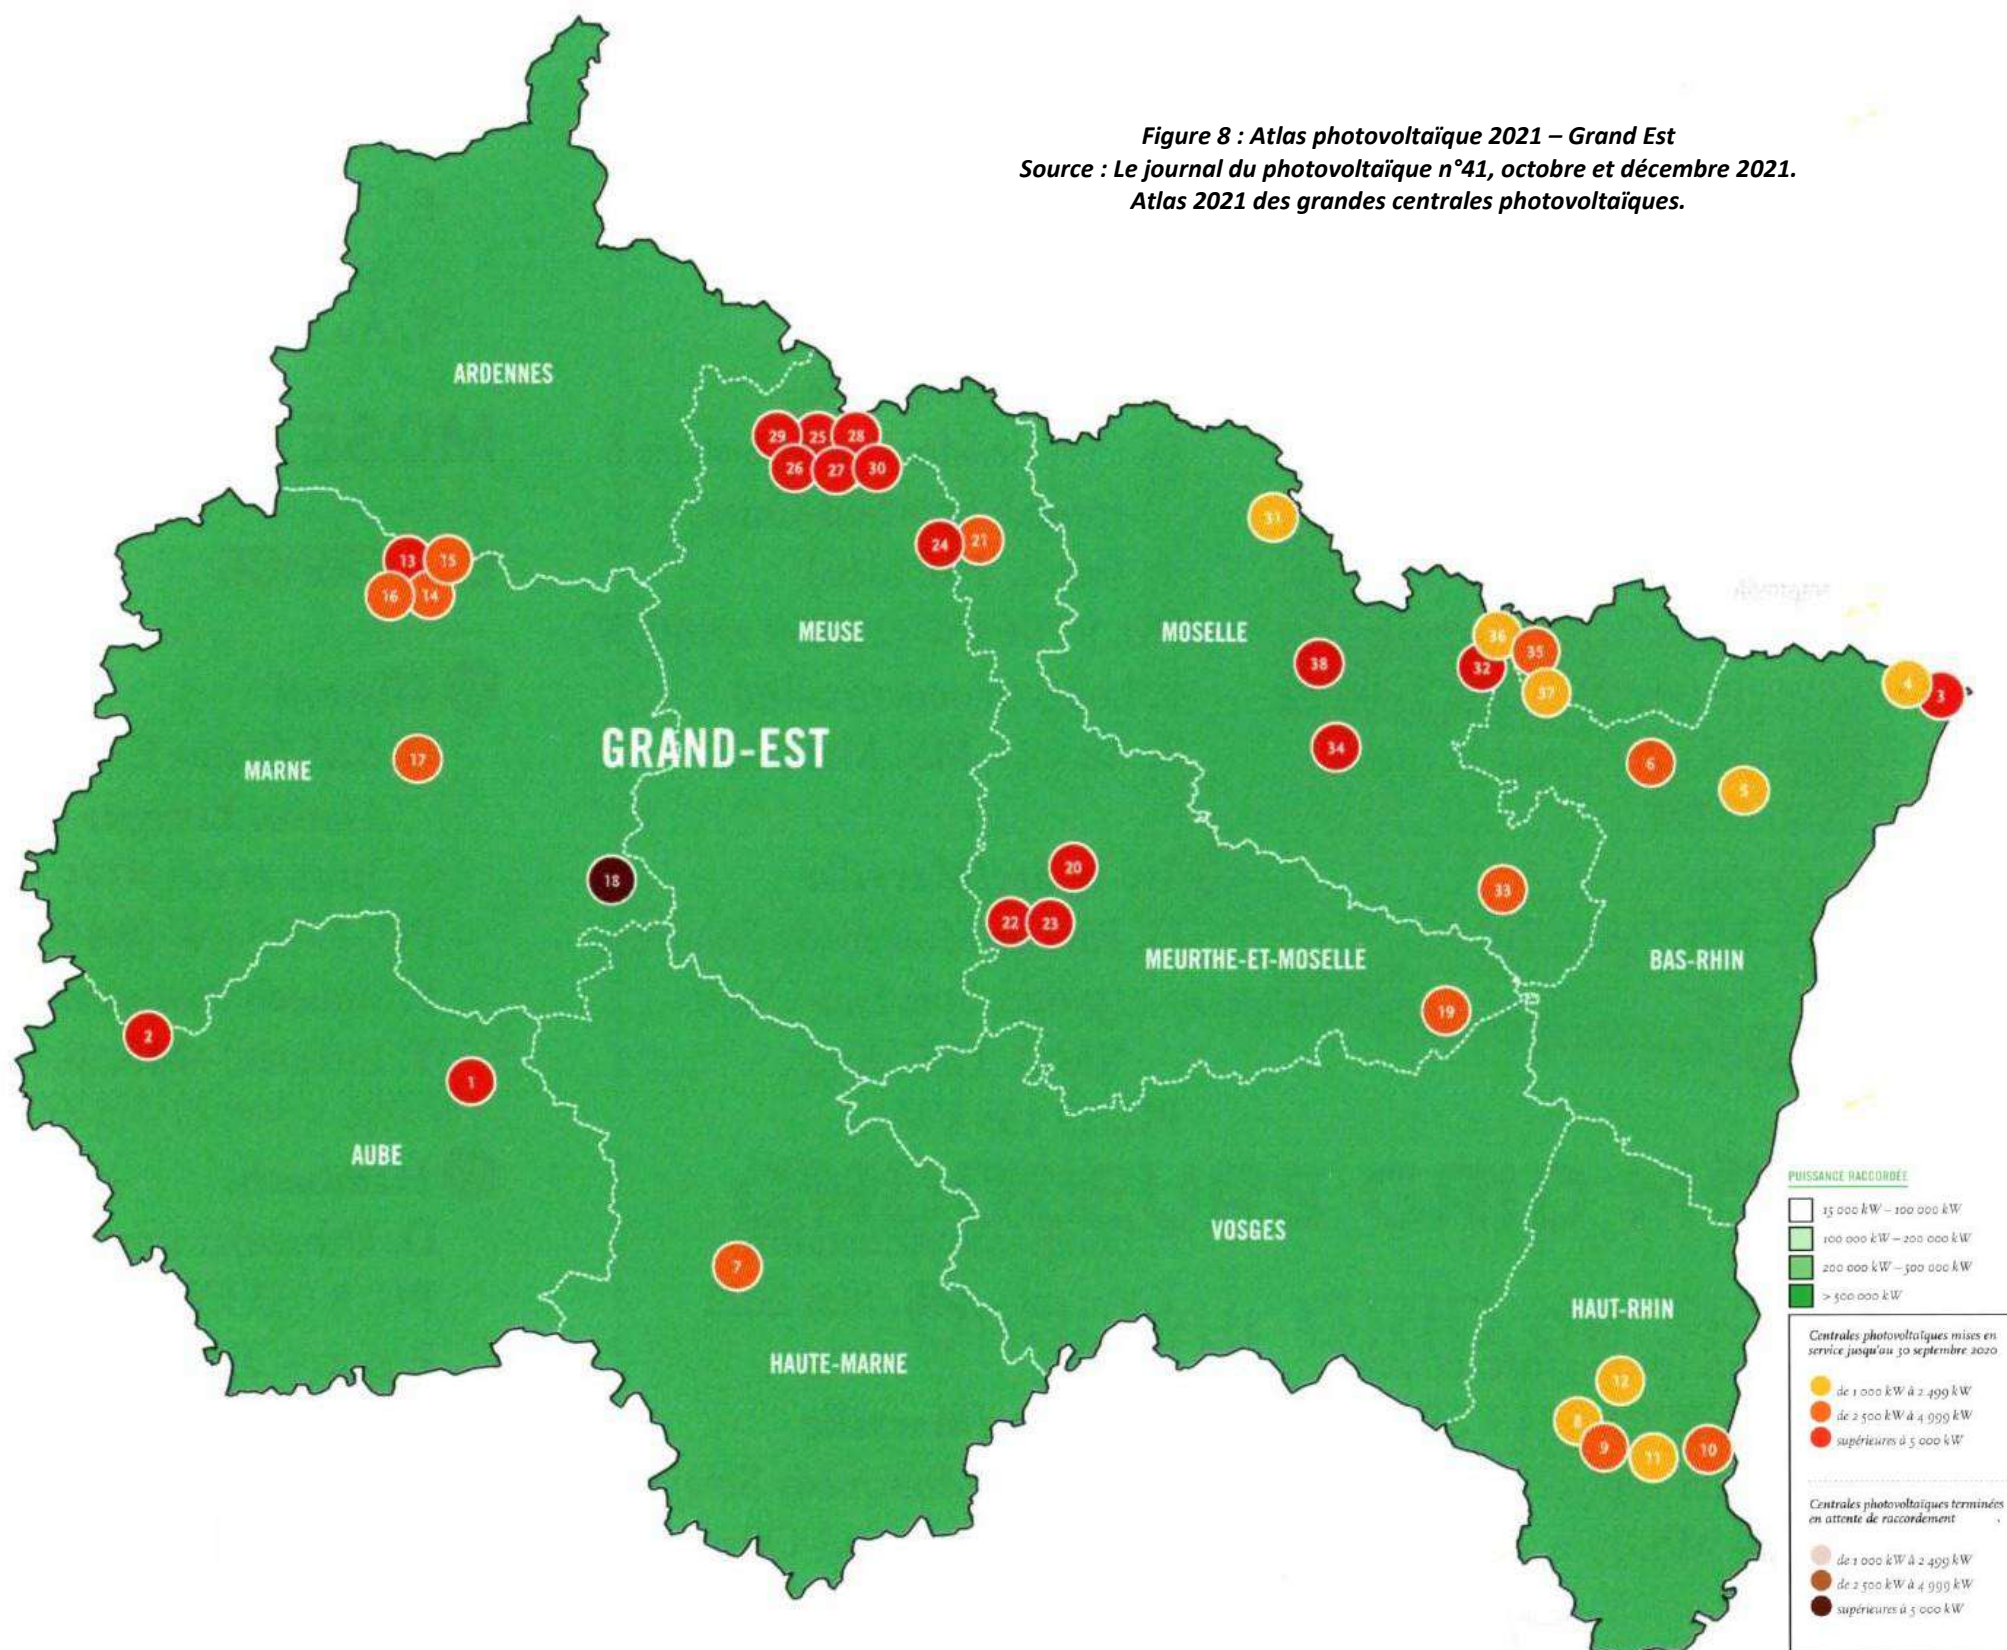 Figure 8 : Atlas photovoltaïque 2021 – Grand Est
Source : Le journal du photovoltaïque n°41, octobre et décembre 2021.
Atlas 2021 des grandes centrales photovoltaïques.
ARDENNES
29
25
28
26
27
30
31
13
15
24
21
16
14
MEUSE
MOSELLE
36
35
38
32
37
4
3
GRAND-EST
34
MARNE
17
6
5
20
18
33
22
23
MEURTHE-ET-MOSELLE
BAS-RHIN
19
2
1
AUBE
VOSGES
7
HAUT-RHIN
HAUTE-MARNE
12
8
9
11
10
PUISSANCE RACCORDÉE
15 000 kW – 100 000 kW
100 000 kW – 200 000 kW
200 000 kW – 300 000 kW
> 300 000 kW
Centrales photovoltaïques mises en
service jusqu'au 30 septembre 2020
de 1 000 kW à 2 499 kW
de 2 500 kW à 4 999 kW
supérieures à 5 000 kW
Centrales photovoltaïques terminées
en attente de raccordement
de 1 000 kW à 2 499 kW
de 2 500 kW à 4 999 kW
supérieures à 5 000 kW